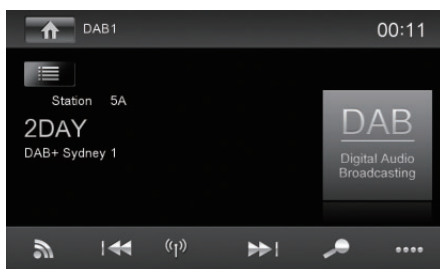 DAB1
00:11
Station 5A
2DAY
DAB+ Sydney 1
DAB
Digital Audio
Broadcasting